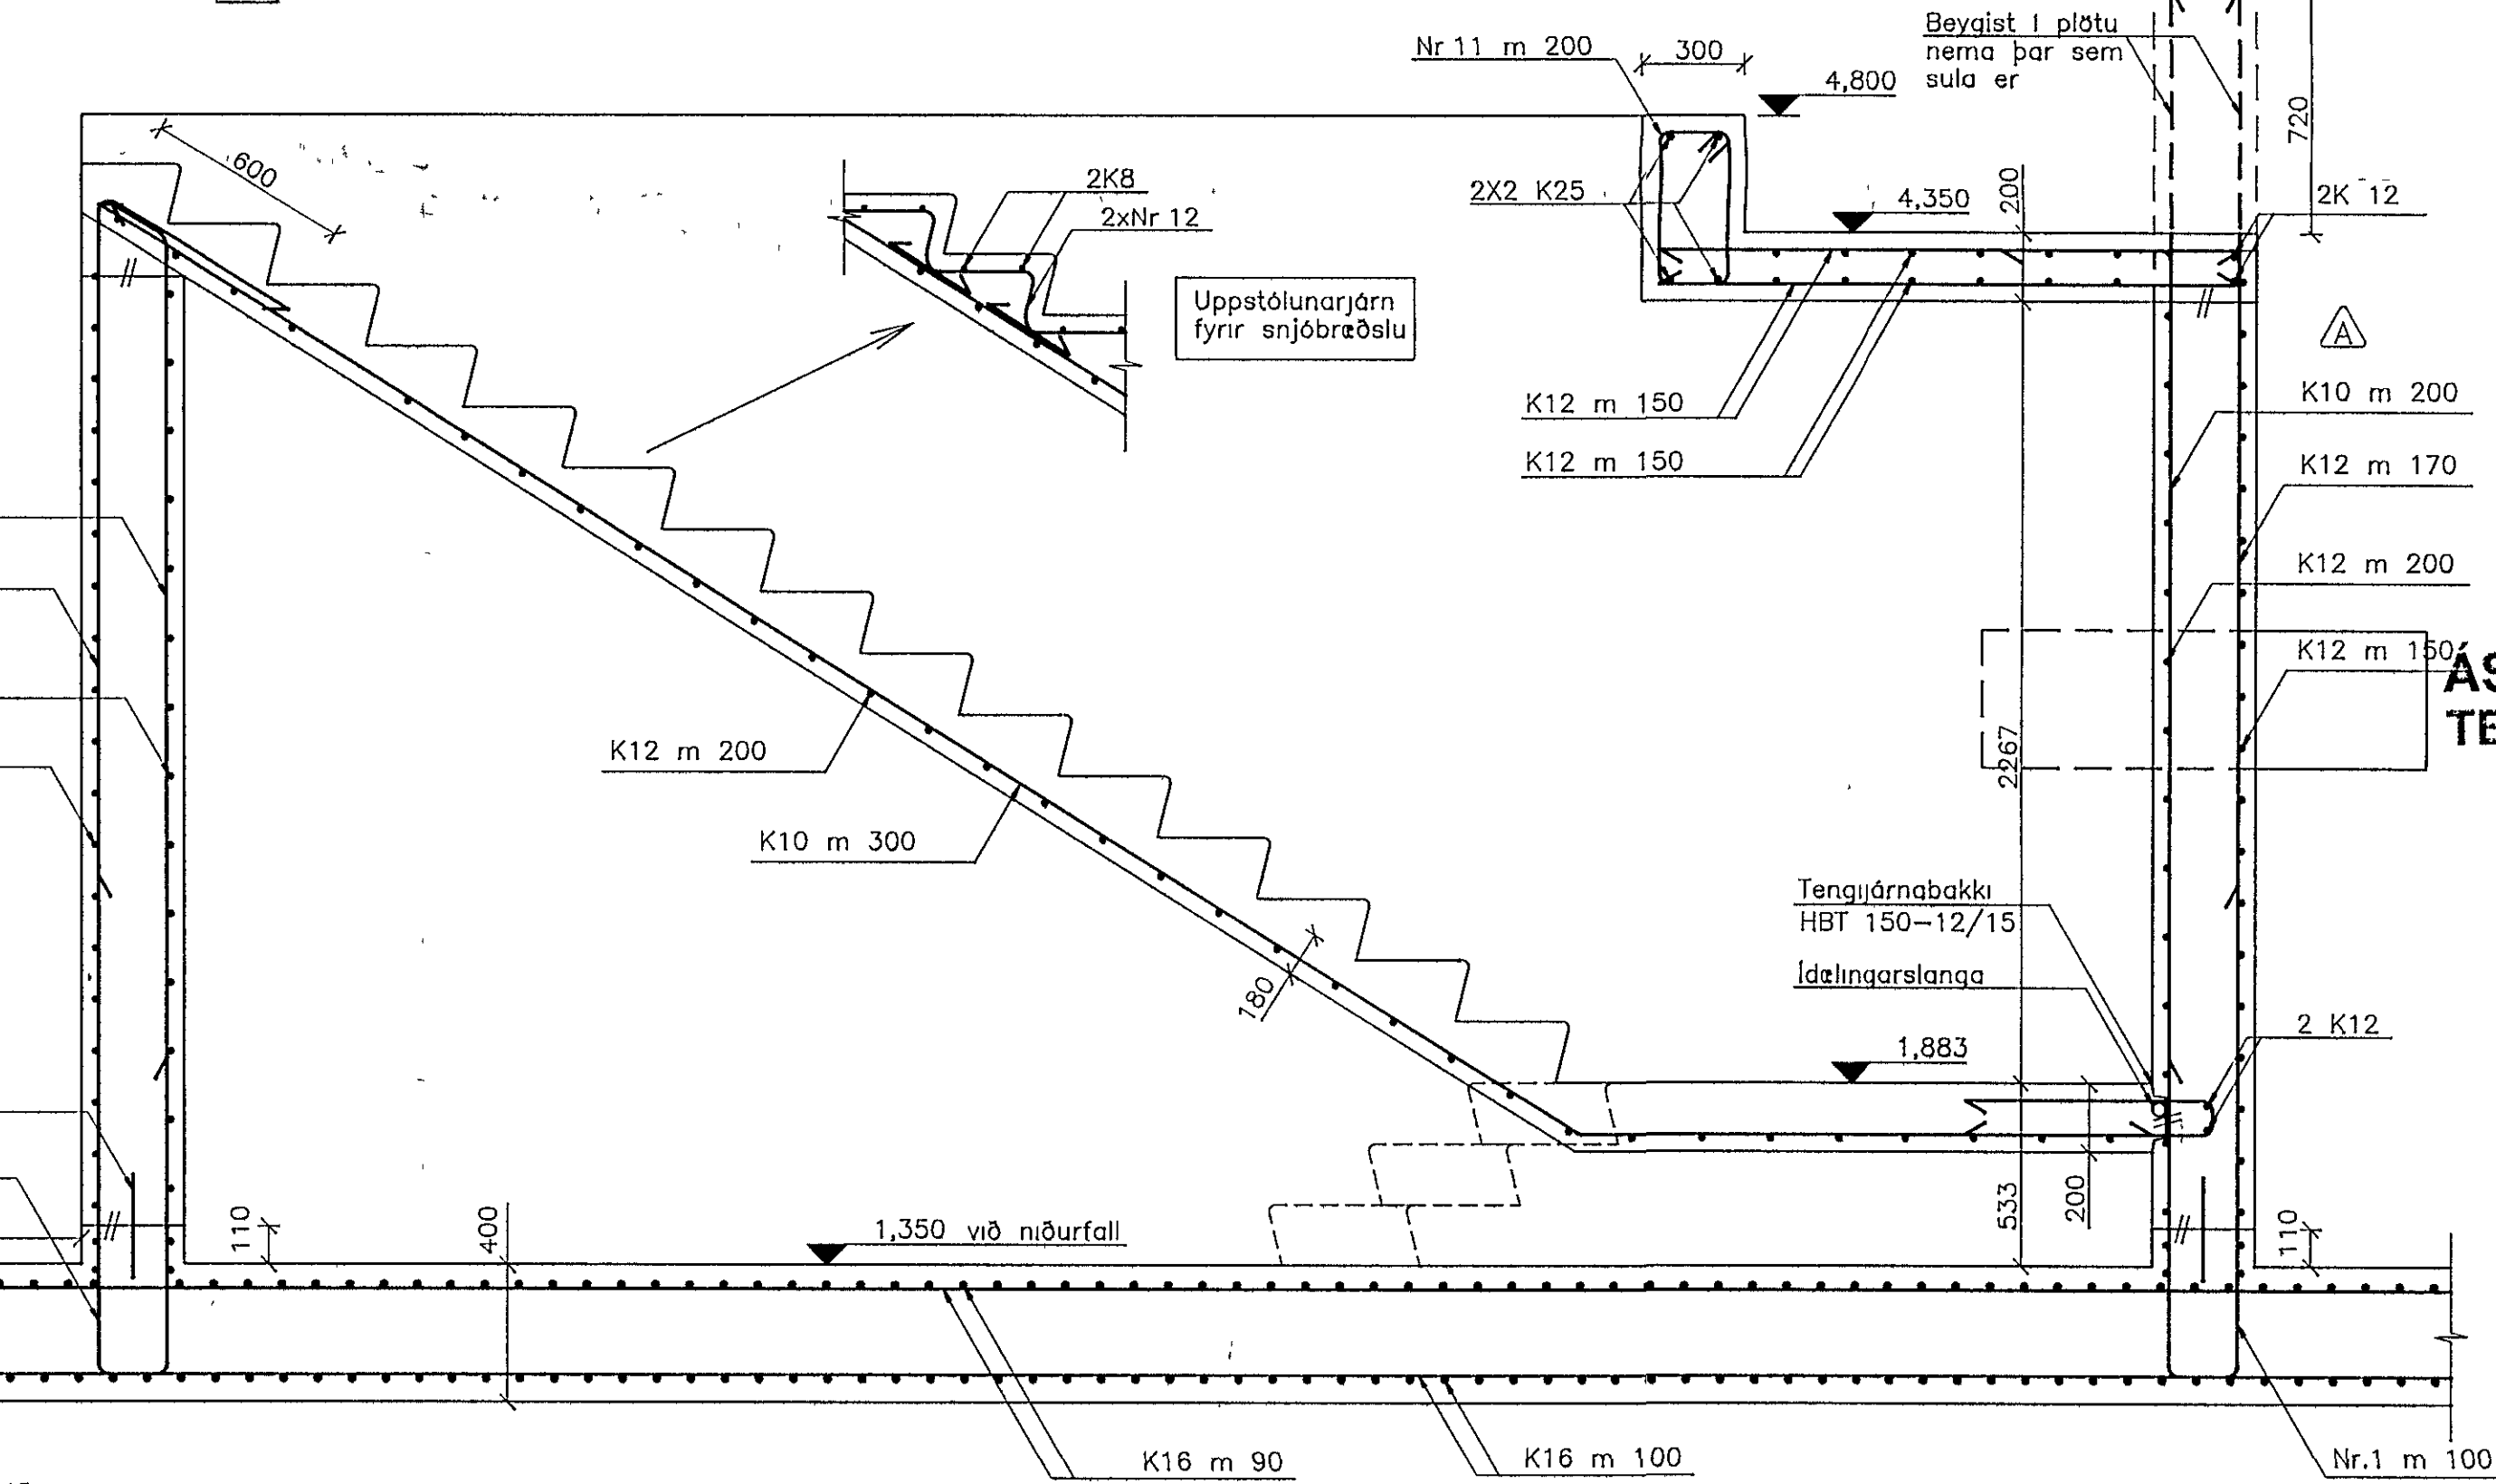 Beygist í plötu
nema þar sem
sula er
Nr 11 m 200
300
4,800
720
600
2K8
2xNr 12
2X2 K25
4,350
200
2K 12
Uppstólunarjárn
fyrir snjóbræðslu
A
K12 m 150
K12 m 150
K10 m 200
K12 m 170
K12 m 200
K12 m 150
ÁS
TE
K12 m 200
2267
K10 m 300
Tengijárnabakki
HBT 150-12/15
Ídælingarslanga
180
1,883
2 K12
110
400
1,350 við niðurfall
533
200
110
K16 m 90
K16 m 100
Nr.1 m 100